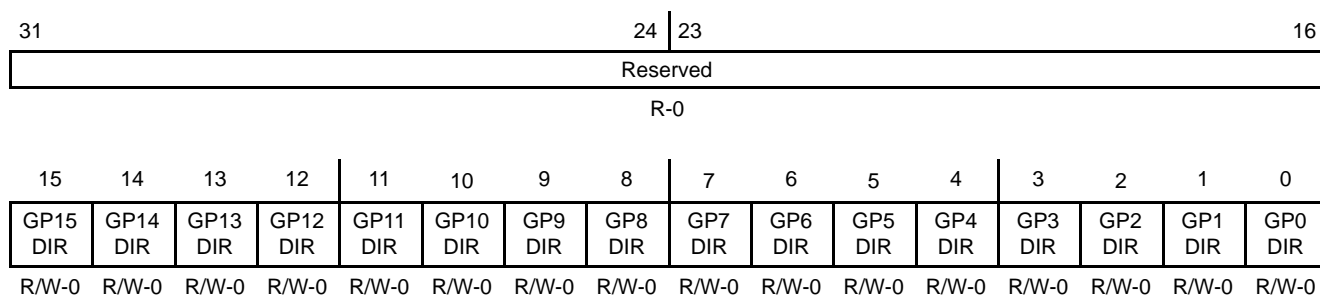 31 24 23 16
Reserved
R-0
15 14 13 12 11 10 9 8 7 6 5 4 3 2 1 0
GP15 GP14 GP13 GP12 GP11 GP10 GP9 GP8 GP7 GP6 GP5 GP4 GP3 GP2 GP1 GP0
DIR DIR DIR DIR DIR DIR DIR DIR DIR DIR DIR DIR DIR DIR DIR DIR
R/W-0 R/W-0 R/W-0 R/W-0 R/W-0 R/W-0 R/W-0 R/W-0 R/W-0 R/W-0 R/W-0 R/W-0 R/W-0 R/W-0 R/W-0 R/W-0